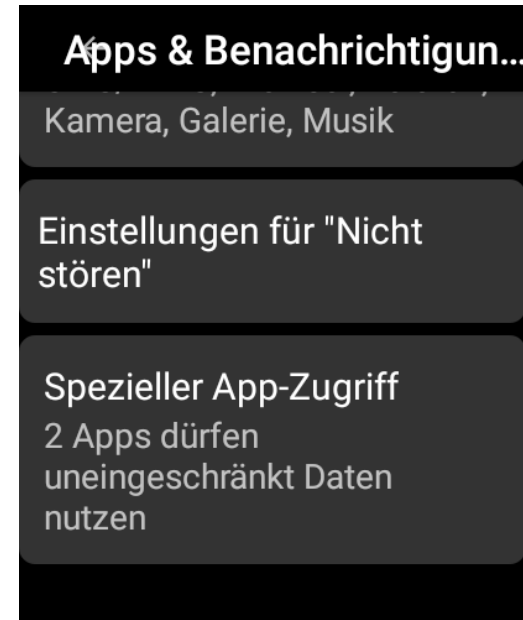 Apps & Benachrichtigun...
Kamera, Galerie, Musik
Einstellungen für "Nicht
stören"
Spezieller App-Zugriff
2 Apps dürfen
uneingeschränkt Daten
nutzen